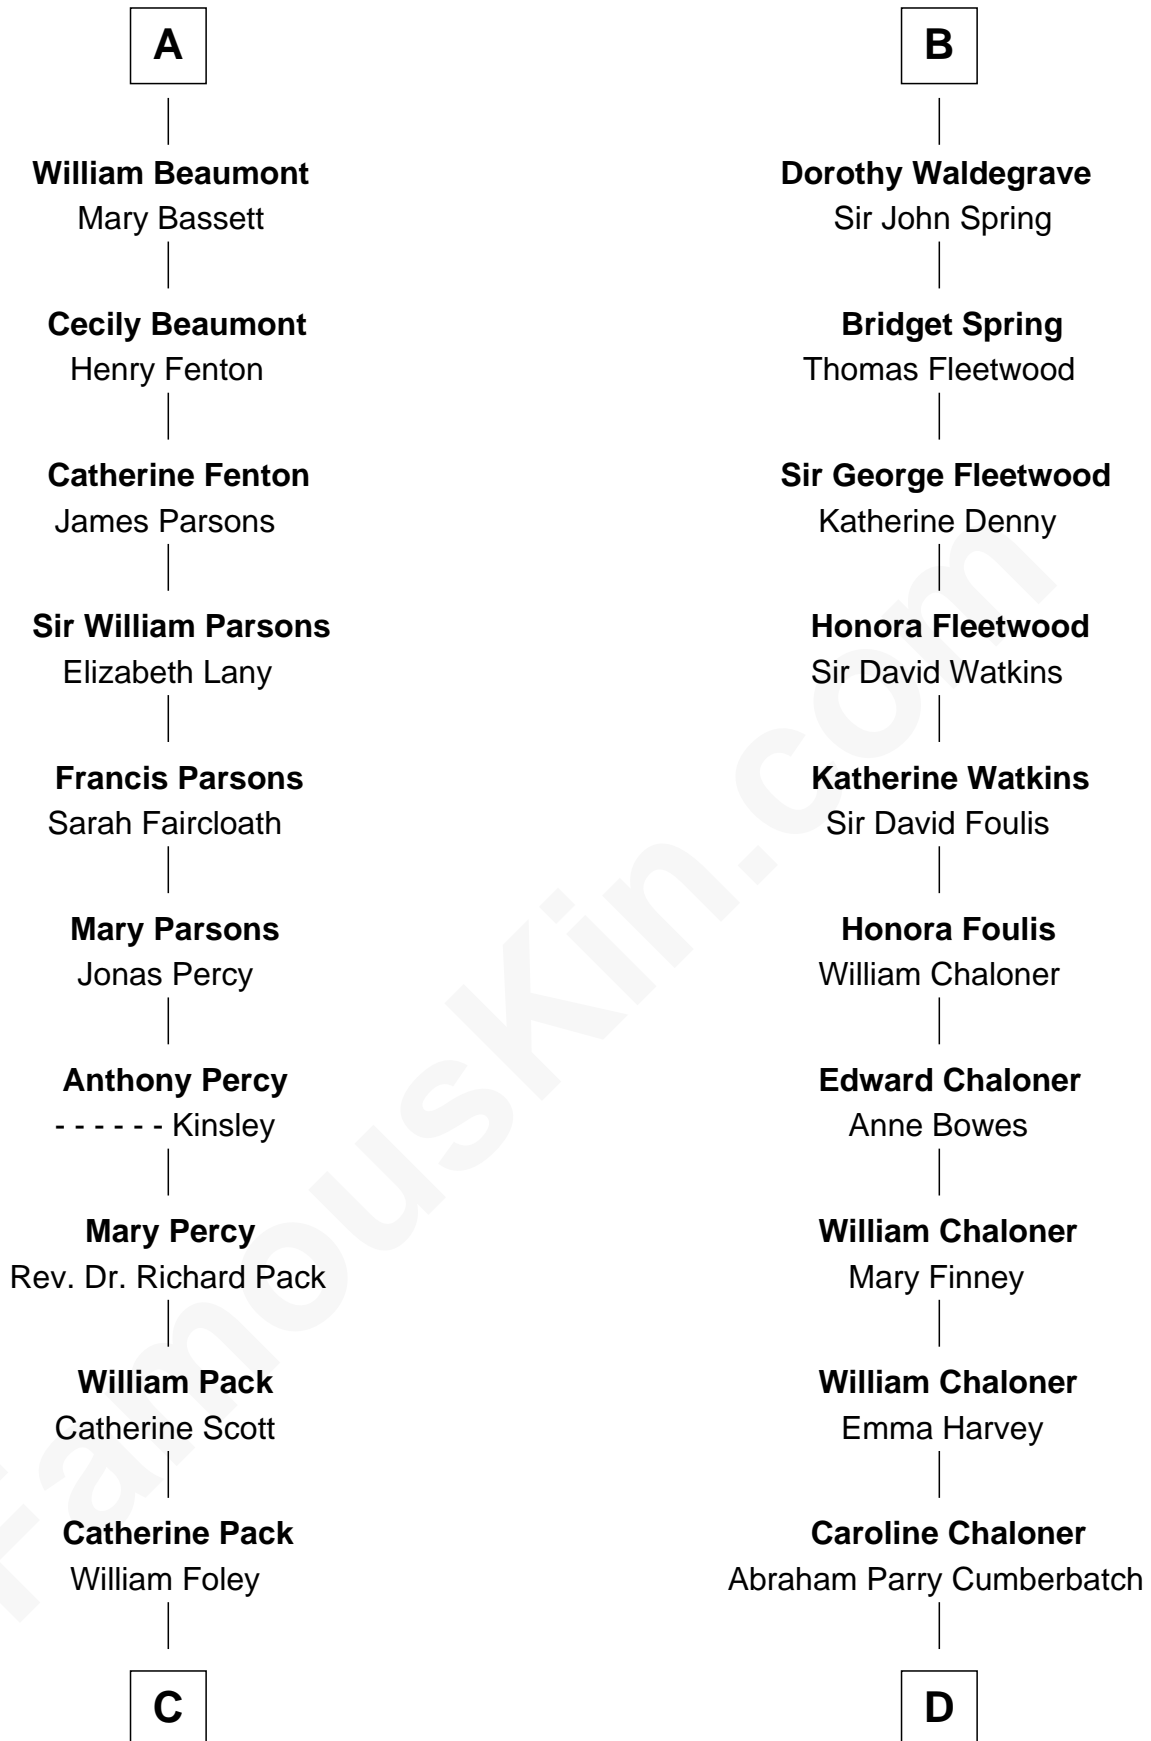 A
William Beaumont
Mary Bassett
Cecily Beaumont
Henry Fenton
Catherine Fenton
James Parsons
Sir William Parsons
Elizabeth Lany
Francis Parsons
Sarah Faircloath
Mary Parsons
Jonas Percy
Anthony Percy
- - - - - - Kinsley
Mary Percy
Rev. Dr. Richard Pack
William Pack
Catherine Scott
Catherine Pack
William Foley
C
B
Dorothy Waldegrave
Sir John Spring
Bridget Spring
Thomas Fleetwood
Sir George Fleetwood
Katherine Denny
Honora Fleetwood
Sir David Watkins
Katherine Watkins
Sir David Foulis
Honora Foulis
William Chaloner
Edward Chaloner
Anne Bowes
William Chaloner
Mary Finney
William Chaloner
Emma Harvey
Caroline Chaloner
Abraham Parry Cumberbatch
D
FamousKin.com